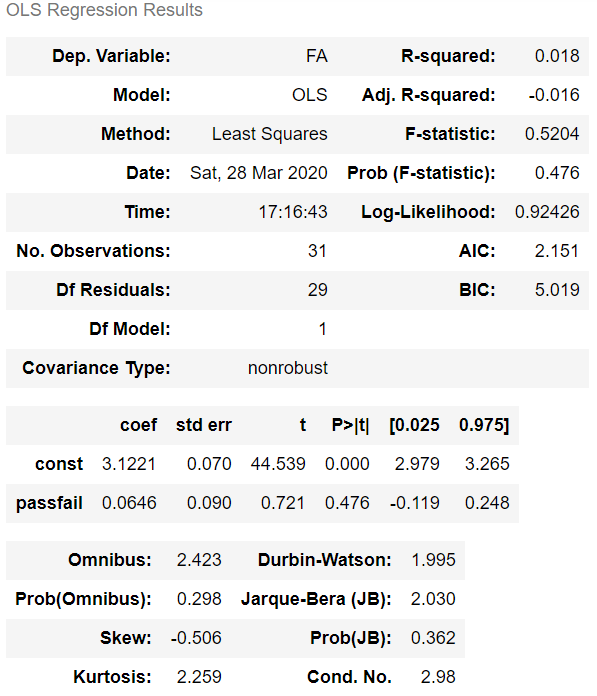 OLS Regression Results
Dep. Variable: FA R-squared: 0.018
Model: OLS Adj. R-squared: -0.016
Method: Least Squares F-statistic: 0.5204
Date: Sat, 28 Mar 2020 Prob (F-statistic): 0.476
Time: 17:16:43 Log-Likelihood: 0.92426
No. Observations: 31 AIC: 2.151
Df Residuals: 29 BIC: 5.019
Df Model: 1
Covariance Type: nonrobust
coef std err t P>|t| [0.025 0.975]
const 3.1221 0.070 44.539 0.000 2.979 3.265
passfail 0.0646 0.090 0.721 0.476 -0.119 0.248
Omnibus: 2.423 Durbin-Watson: 1.995
Prob(Omnibus): 0.298 Jarque-Bera (JB): 2.030
Skew: -0.506 Prob(JB): 0.362
Kurtosis: 2.259 Cond. No. 2.98